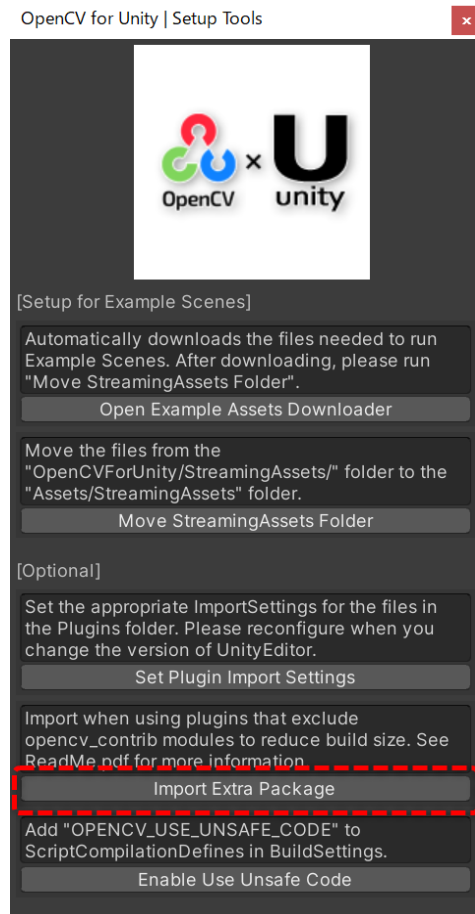 OpenCV for Unity | Setup Tools
x
OpenCV × unity
[Setup for Example Scenes]
Automatically downloads the files needed to run
Example Scenes. After downloading, please run
"Move StreamingAssets Folder".
Open Example Assets Downloader
Move the files from the
"OpenCVForUnity/StreamingAssets/" folder to the
"Assets/StreamingAssets" folder.
Move StreamingAssets Folder
[Optional]
Set the appropriate ImportSettings for the files in
the Plugins folder. Please reconfigure when you
change the version of UnityEditor.
Set Plugin Import Settings
Import when using plugins that exclude
opencv_contrib modules to reduce build size. See
ReadMe.pdf for more information.
Import Extra Package
Add "OPENCV_USE_UNSAFE_CODE" to
ScriptCompilationDefines in BuildSettings.
Enable Use Unsafe Code